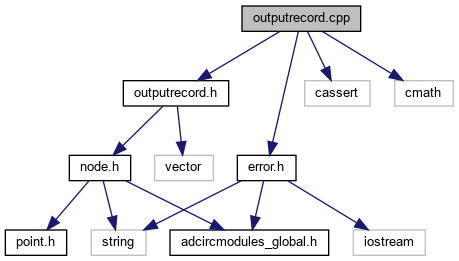 outputrecord.cpp
outputrecord.h
cassert
cmath
node.h
vector
error.h
point.h
string
adcircmodules_global.h
iostream